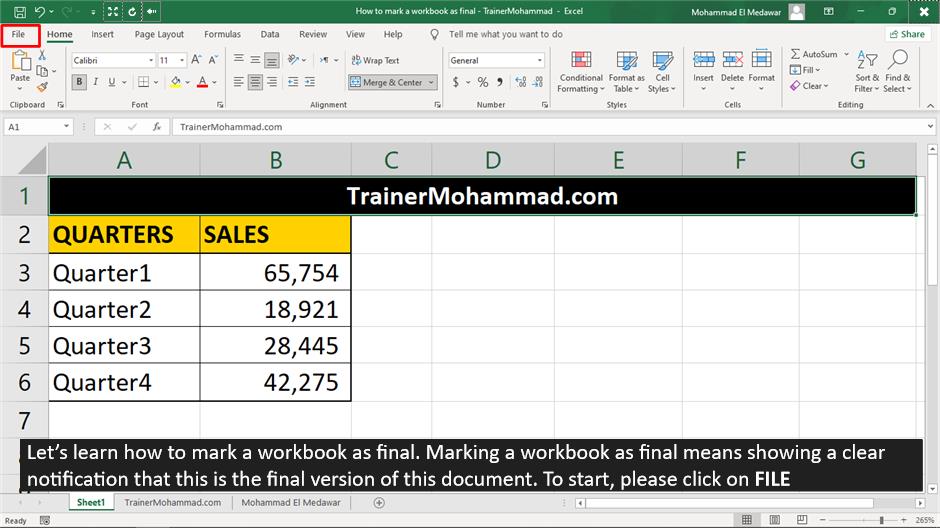 How to mark a workbook as final - TrainerMohammad - Excel
Mohammad El Medawar
File Home Insert Page Layout Formulas Data Review View Help Tell me what you want to do Share
Paste
Clipboard
Calibri 11 A^ A˅
B I U A
Font
Wrap Text
Merge & Center
Alignment
General
$ % ,
Number
Conditional Formatting
Format as Table
Cell Styles
Styles
Insert Delete Format
Cells
AutoSum
Fill
Clear
Sort & Filter
Find & Select
Editing
A1 fx TrainerMohammad.com
A B C D E F G
1 TrainerMohammad.com
2 QUARTERS SALES
3 Quarter1 65,754
4 Quarter2 18,921
5 Quarter3 28,445
6 Quarter4 42,275
7
Let’s learn how to mark a workbook as final. Marking a workbook as final means showing a clear
notification that this is the final version of this document. To start, please click on FILE
Sheet1 TrainerMohammad.com Mohammad El Medawar
Ready 265%